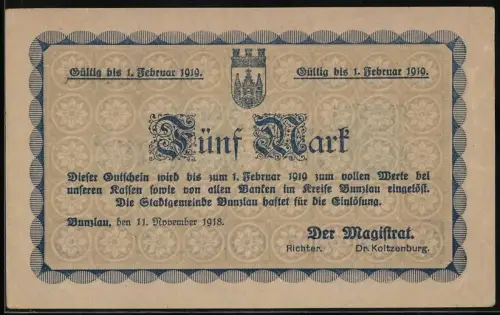 Gültig bis 1. Februar 1919. Gültig bis 1. Februar 1919.
Fünf Mark
Dieser Gutschein wird bis zum 1. Februar 1919 zum vollen Werte bei
unseren Kassen sowie von allen Banken im Kreise Bunzlau eingelöst.
Die Stadtgemeinde Bunzlau haftet für die Einlösung.
Bunzlau, den 11. November 1918.
Der Magistrat.
Richter. Dr. Koltzenburg.